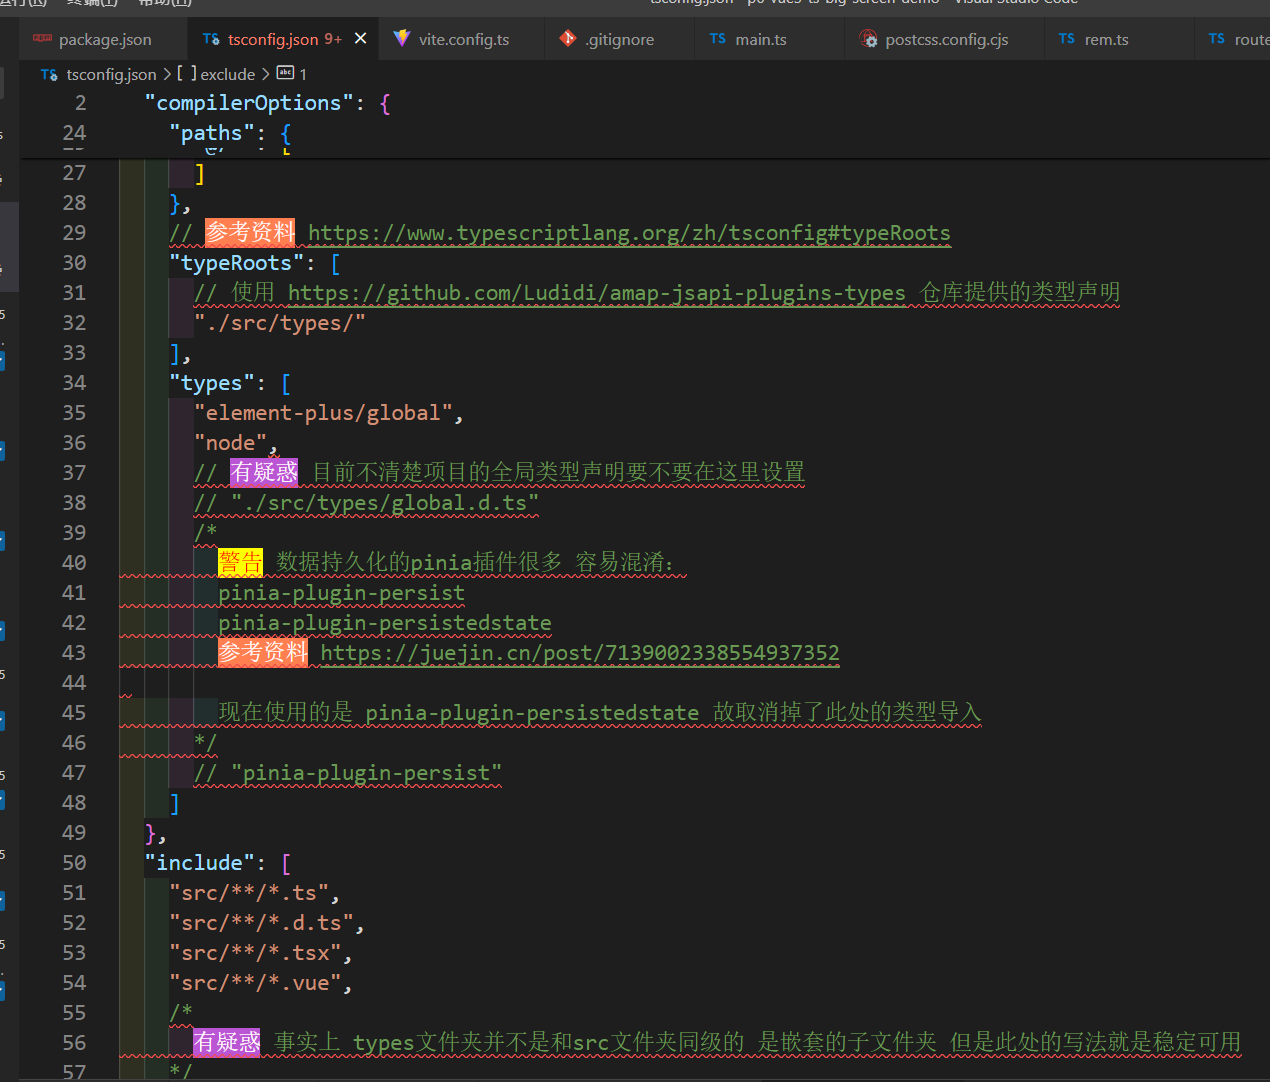 package.json
tsconfig.json 9+
vite.config.ts
.gitignore
TS main.ts
postcss.config.cjs
TS rem.ts
TS route
TS tsconfig.json > [ ] exclude > abc 1
2 "compilerOptions": {
24 "paths": {
27 ]
28 },
29 // 参考资料 https://www.typescriptlang.org/zh/tsconfig#typeRoots
30 "typeRoots": [
31 // 使用 https://github.com/Ludidi/amap-jsapi-plugins-types 仓库提供的类型声明
32 "./src/types/"
33 ],
34 "types": [
35 "element-plus/global",
36 "node",
37 // 有疑惑 目前不清楚项目的全局类型声明要不要在这里设置
38 // "./src/types/global.d.ts"
39 /*
40 警告 数据持久化的pinia插件很多 容易混淆：
41 pinia-plugin-persist
42 pinia-plugin-persistedstate
43 参考资料 https://juejin.cn/post/7139002338554937352
44
45 现在使用的是 pinia-plugin-persistedstate 故取消掉了此处的类型导入
46 */
47 // "pinia-plugin-persist"
48 ]
49 },
50 "include": [
51 "src/**/*.ts",
52 "src/**/*.d.ts",
53 "src/**/*.tsx",
54 "src/**/*.vue",
55 /*
56 有疑惑 事实上 types文件夹并不是和src文件夹同级的 是嵌套的子文件夹 但是此处的写法就是稳定可用
57 */